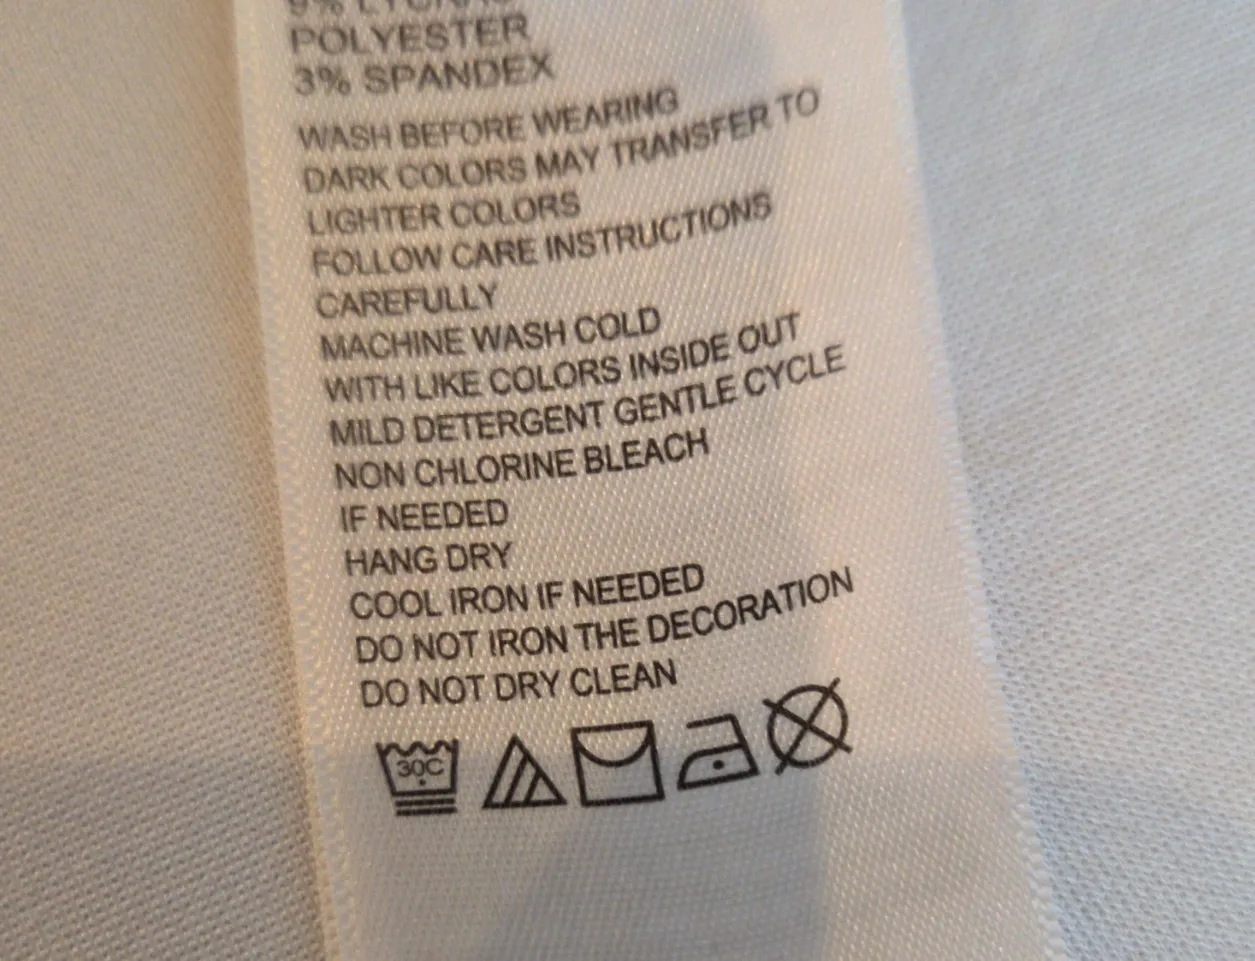 POLYESTER
3% SPANDEX
WASH BEFORE WEARING
DARK COLORS MAY TRANSFER TO
LIGHTER COLORS
FOLLOW CARE INSTRUCTIONS
CAREFULLY
MACHINE WASH COLD
WITH LIKE COLORS INSIDE OUT
MILD DETERGENT GENTLE CYCLE
NON CHLORINE BLEACH
IF NEEDED
HANG DRY
COOL IRON IF NEEDED
DO NOT IRON THE DECORATION
DO NOT DRY CLEAN
30C